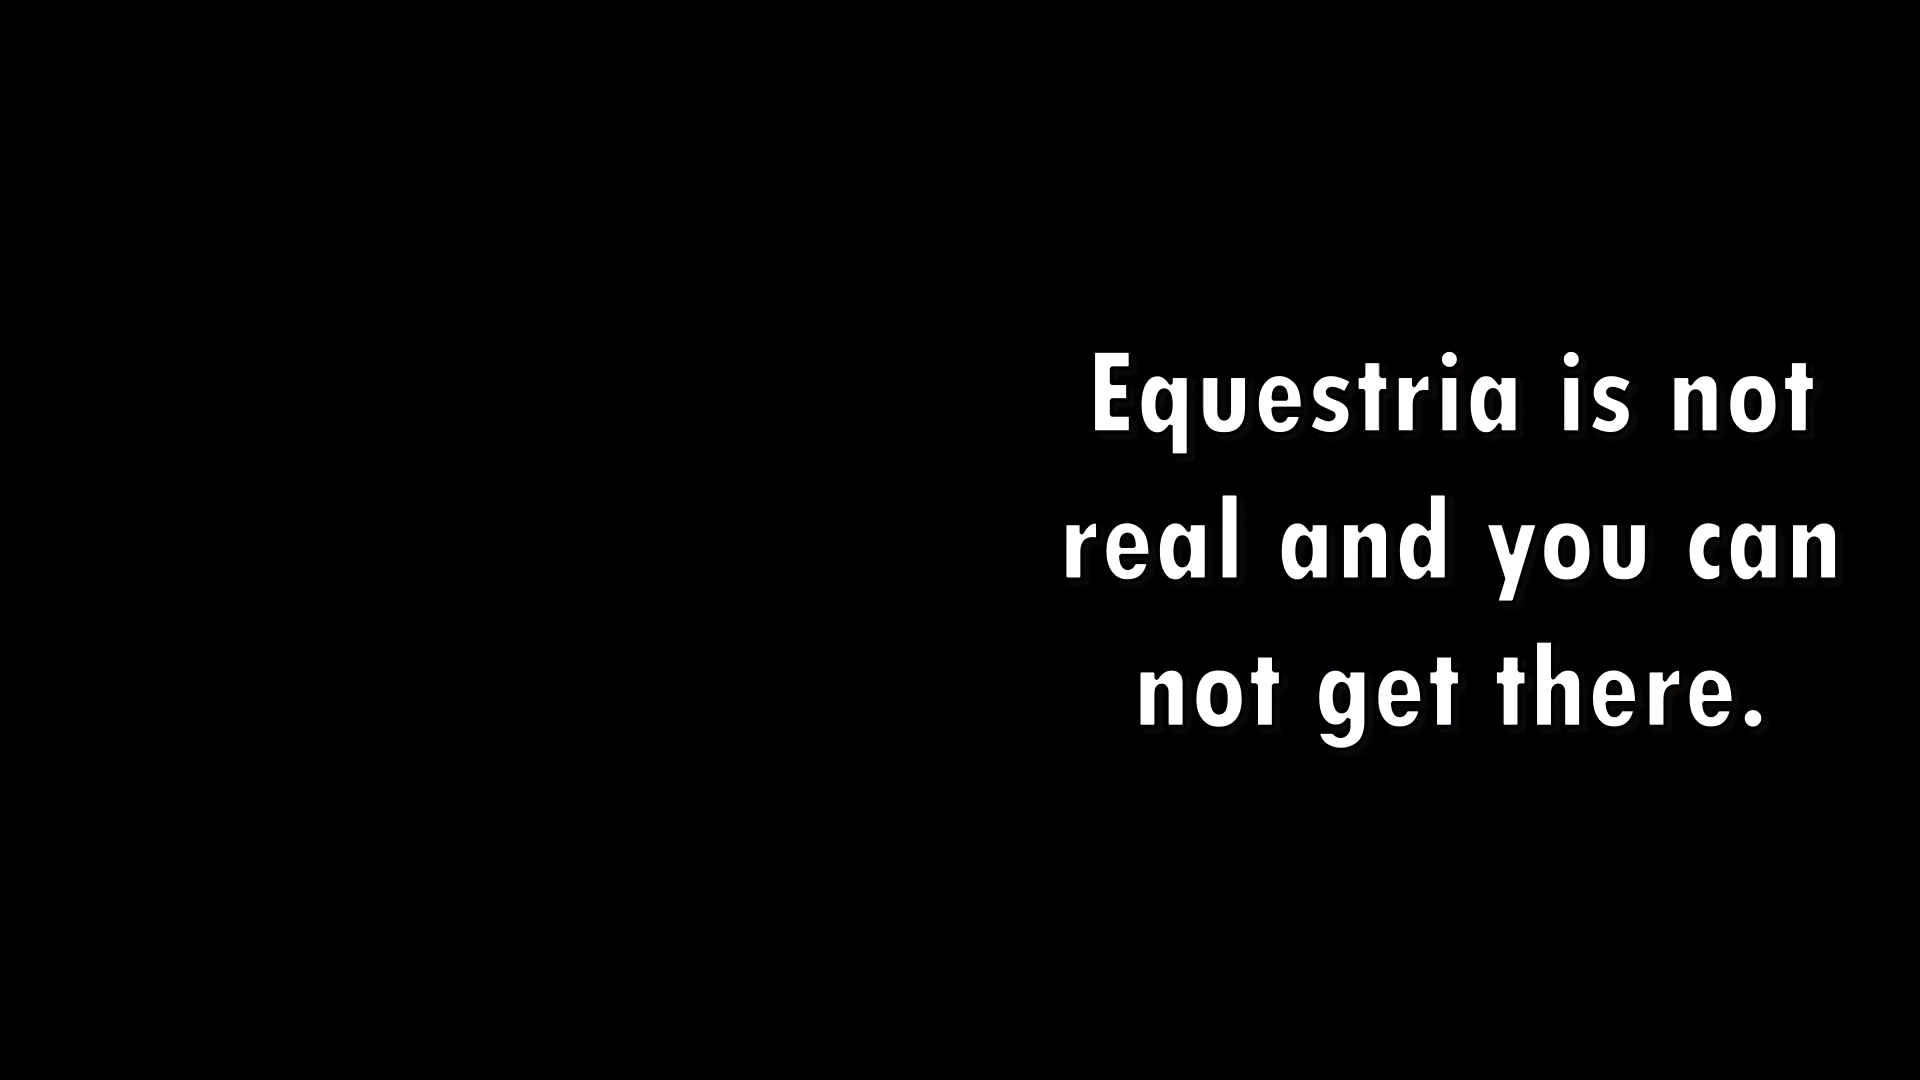 Equestria is not
real and you can
not get there.